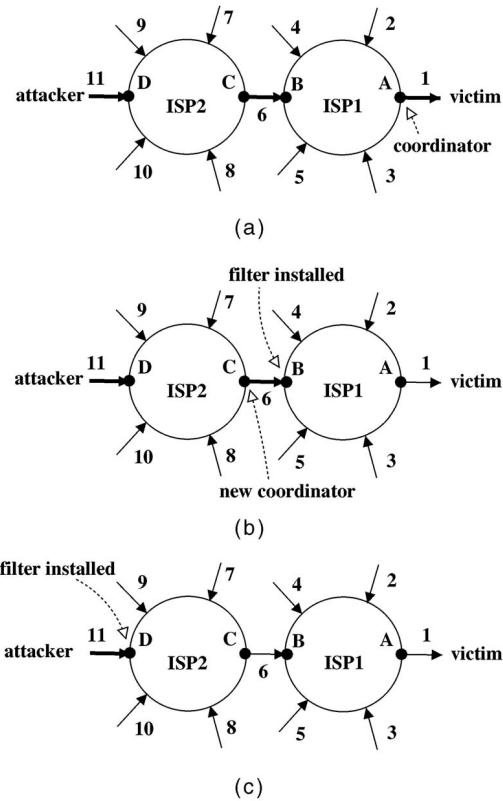 9 7 4 2
11 D C B A 1
attacker ISP2 6 ISP1 victim
coordinator
10 8 5 3
(a)
filter installed
9 7 4 2
11 D C B A 1
attacker ISP2 6 ISP1 victim
10 8 5 3
new coordinator
(b)
filter installed
9 7 4 2
11 D C B A 1
attacker ISP2 6 ISP1 victim
10 8 5 3
(c)